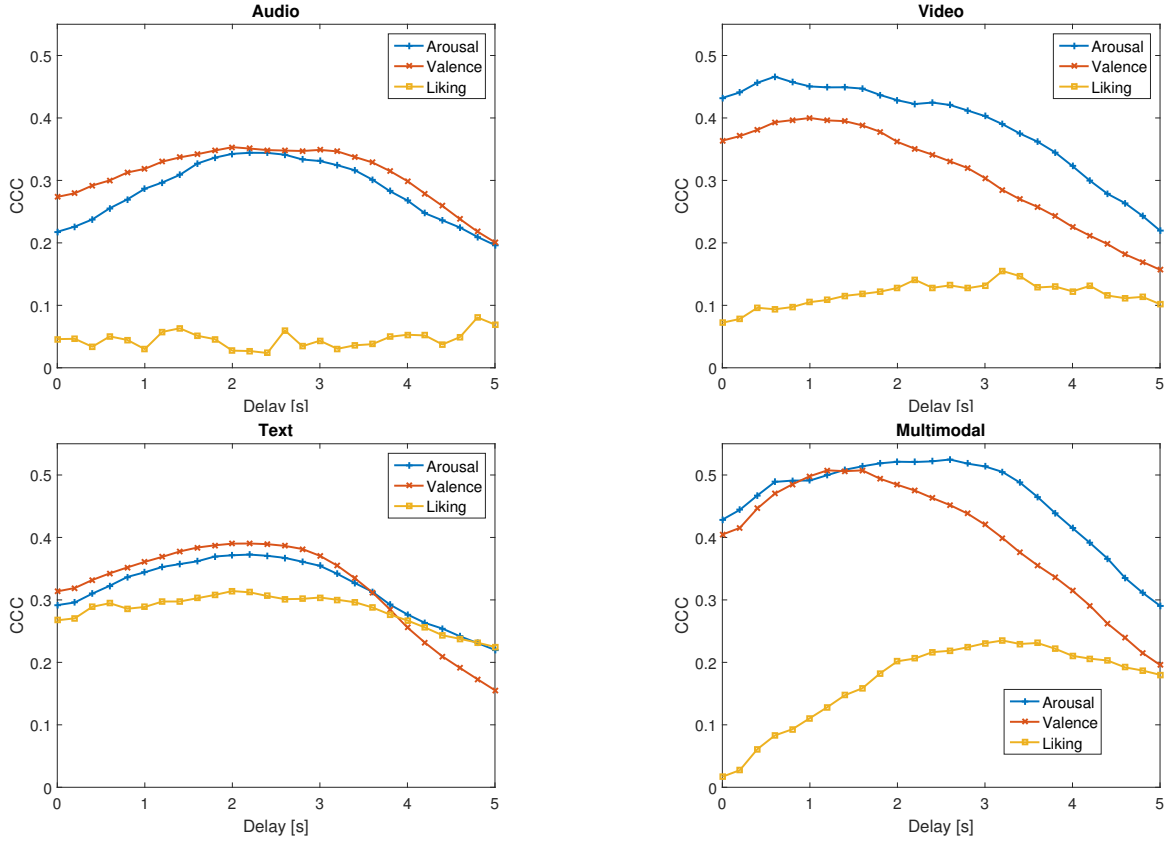 Audio
0.5
0.4
0.3
0.2
0.1
0
CCC
0 1 2 3 4 5
Delay [s]
Arousal
Valence
Liking
Video
0.5
0.4
0.3
0.2
0.1
0
CCC
0 1 2 3 4 5
Delay [s]
Arousal
Valence
Liking
Text
0.5
0.4
0.3
0.2
0.1
0
CCC
0 1 2 3 4 5
Delay [s]
Arousal
Valence
Liking
Multimodal
0.5
0.4
0.3
0.2
0.1
0
CCC
0 1 2 3 4 5
Delay [s]
Arousal
Valence
Liking